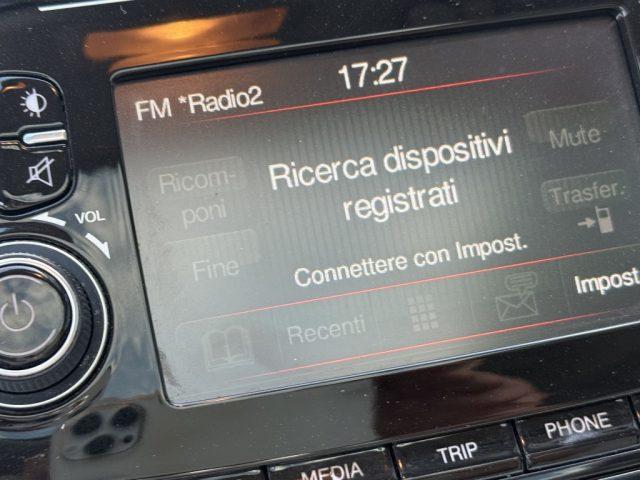 17:27
FM *Radio2
Ricerca dispositivi
registrati
Mute
Ricom-
poni
Trasfer.
Fine
Connettere con Impost.
Recenti
Impost.
VOL
MEDIA
TRIP
PHONE